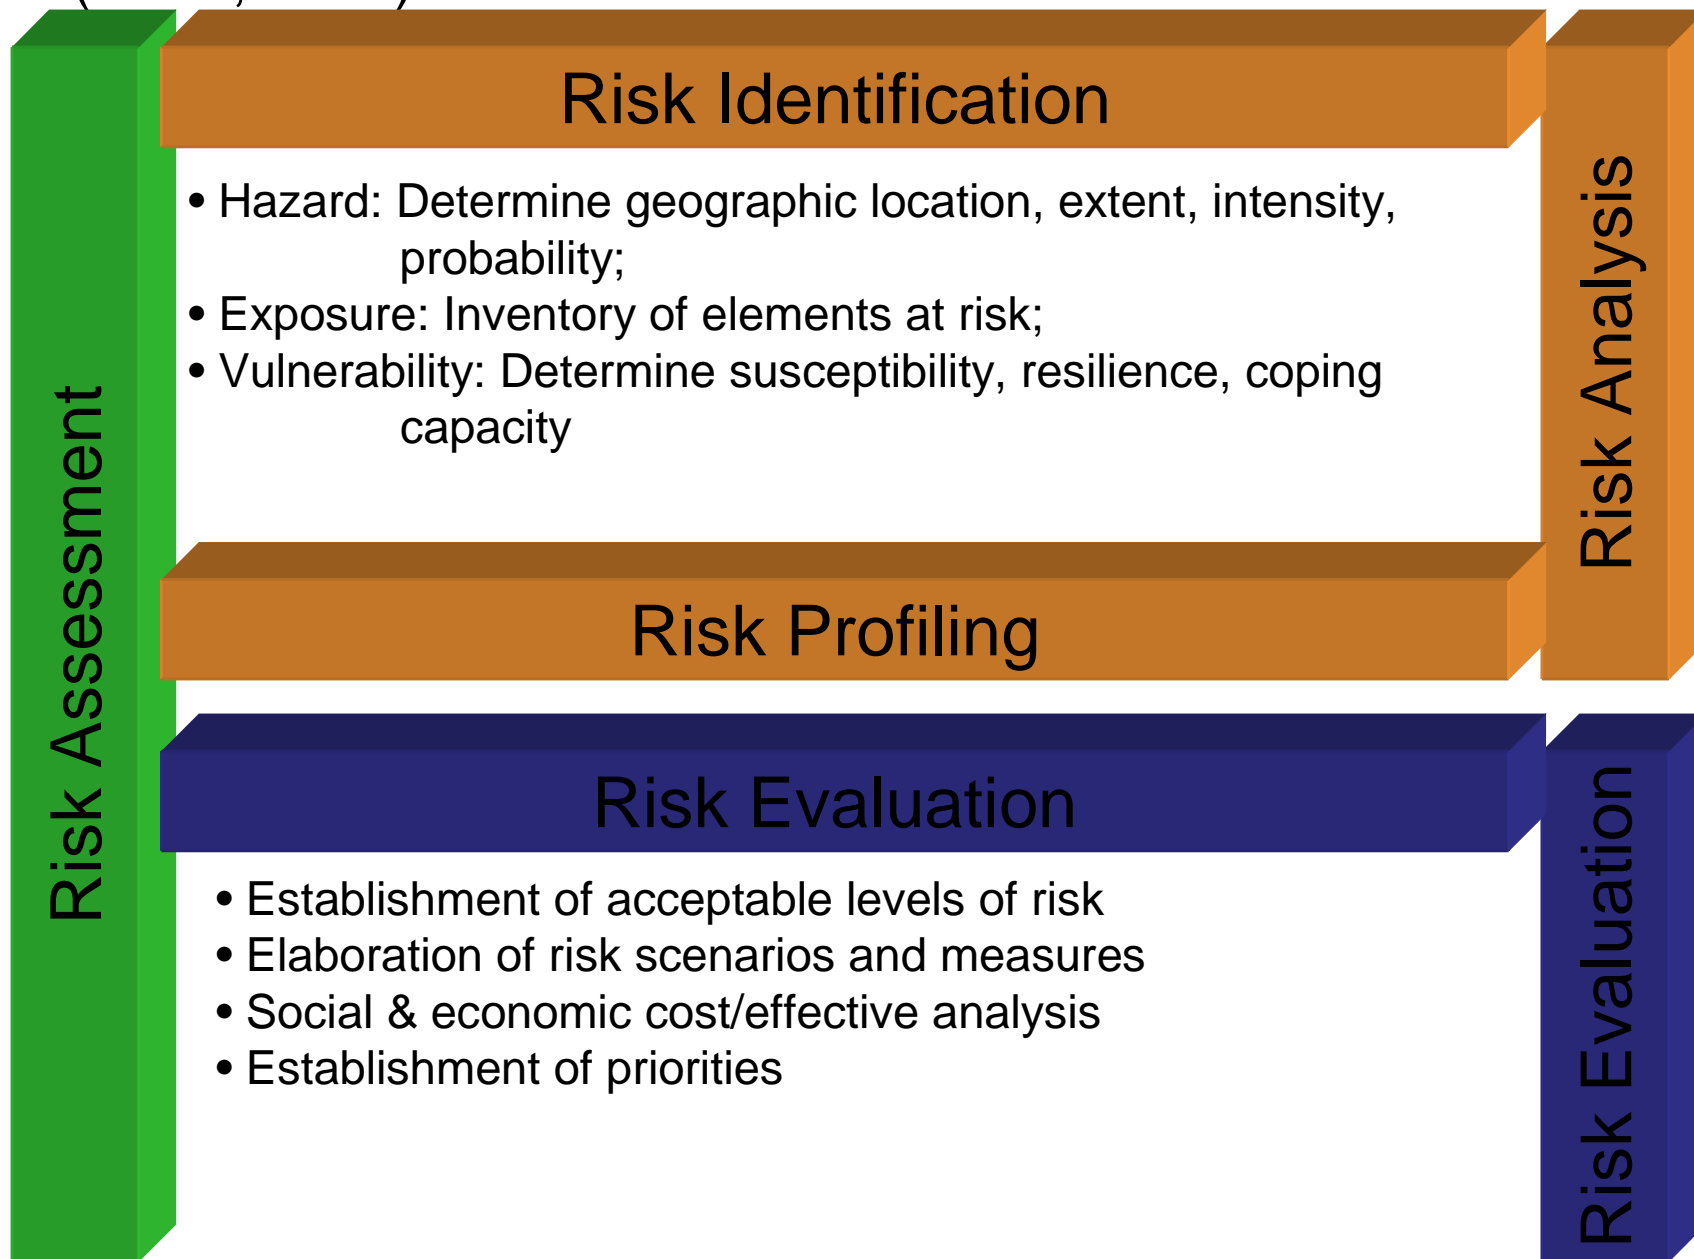 Risk Identification
• Hazard: Determine geographic location, extent, intensity,
probability;
• Exposure: Inventory of elements at risk;
• Vulnerability: Determine susceptibility, resilience, coping
capacity
Risk Profiling
Risk Evaluation
• Establishment of acceptable levels of risk
• Elaboration of risk scenarios and measures
• Social & economic cost/effective analysis
• Establishment of priorities
Risk Assessment
Risk Analysis
Risk Evaluation